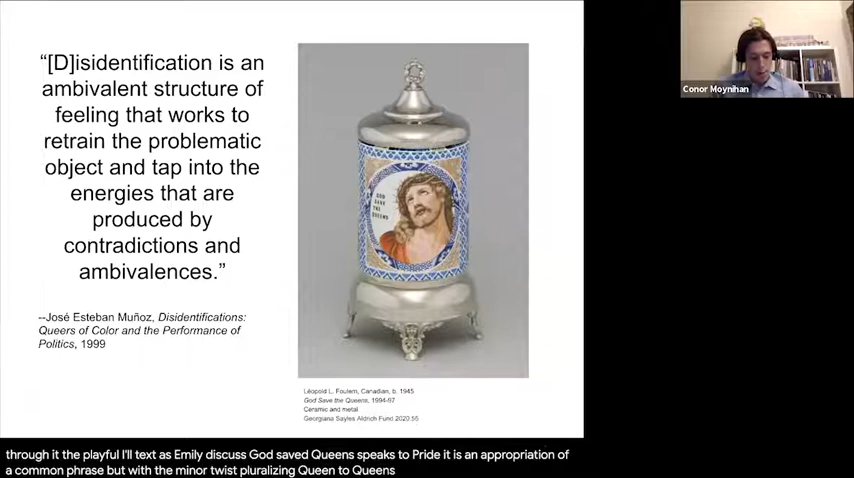 “[D]isidentification is an
ambivalent structure of
feeling that works to
retrain the problematic
object and tap into the
energies that are
produced by
contradictions and
ambivalences.”
--José Esteban Muñoz, Disidentifications:
Queers of Color and the Performance of
Politics, 1999
GOD
SAVE
THE
QUEENS
Léopold L. Foulem, Canadian, b. 1945
God Save the Queens, 1994-97
Ceramic and metal
Georgiana Sayles Aldrich Fund 2020.55
Conor Moynihan
through it the playful I'll text as Emily discuss God saved Queens speaks to Pride it is an appropriation of
a common phrase but with the minor twist pluralizing Queen to Queens